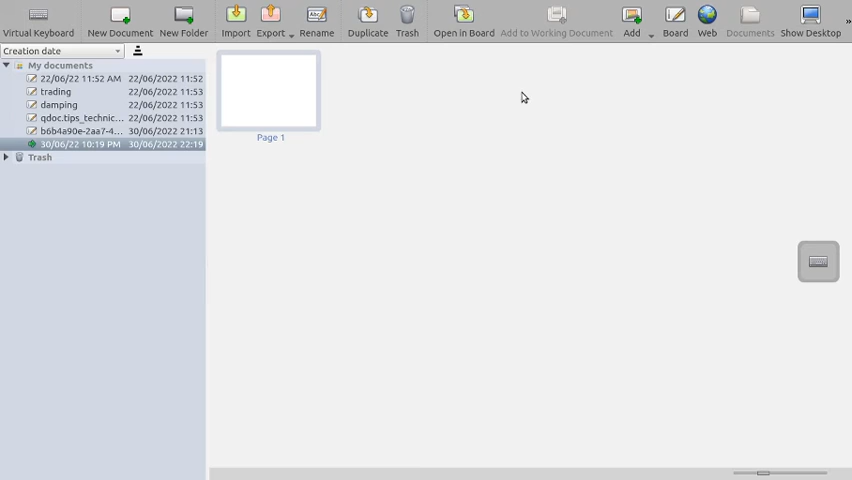 Virtual Keyboard New Document New Folder Import Export Rename Duplicate Trash Open in Board Add to Working Document Add Board Web Documents Show Desktop »
Creation date
My documents
22/06/22 11:52 AM 22/06/2022 11:52
trading 22/06/2022 11:53
damping 22/06/2022 11:53
qdoc.tips_technic... 22/06/2022 11:53
b6b4a90e-2aa7-4... 30/06/2022 21:13
30/06/22 10:19 PM 30/06/2022 22:19
Trash
Page 1